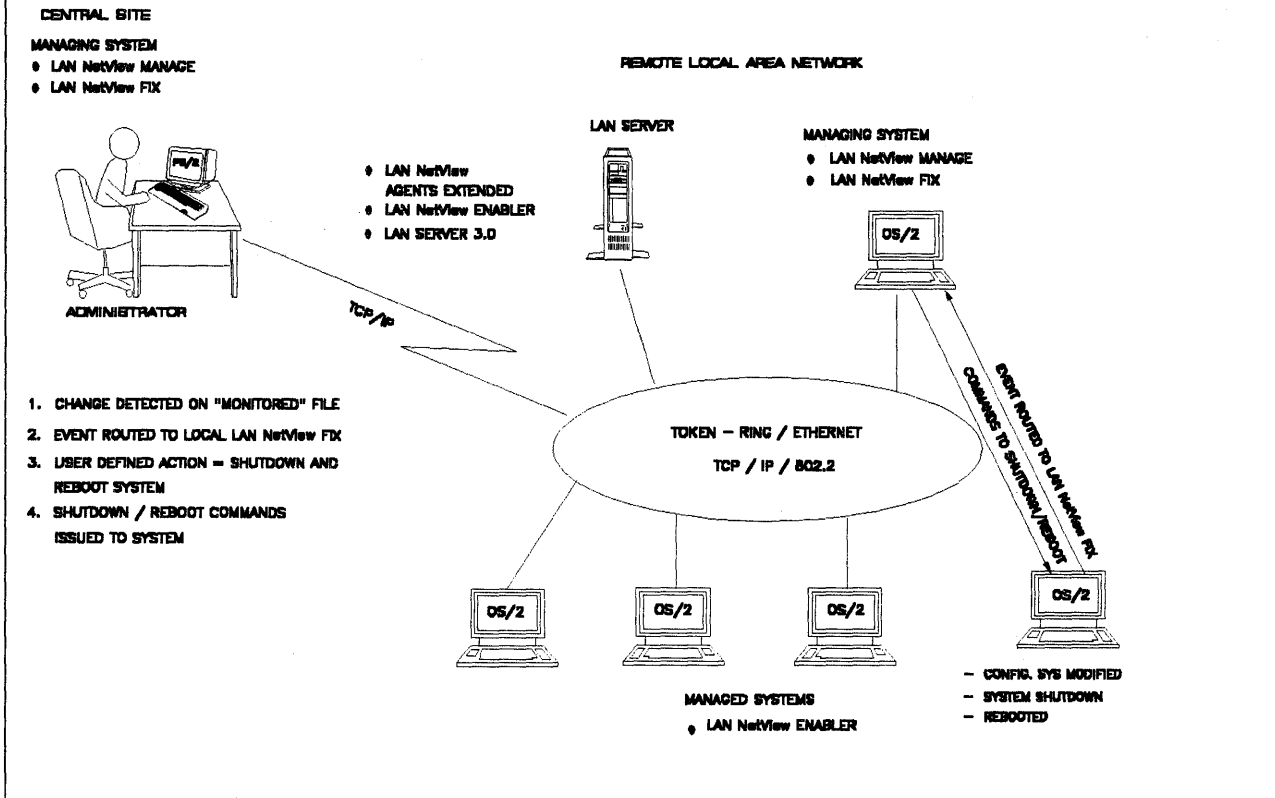 CENTRAL SITE
MANAGING SYSTEM
LAN NetView MANAGE
LAN NetView FIX
REMOTE LOCAL AREA NETWORK
LAN SERVER
MANAGING SYSTEM
LAN NetView MANAGE
LAN NetView FIX
PS/2
LAN NetView
AGENTS EXTENDED
LAN NetView ENABLER
LAN SERVER 3.0
OS/2
ADMINISTRATOR
TCP/IP
EVENT ROUTED TO LAN NetView FIX
COMMANDS TO SHUTDOWN/REBOOT
1. CHANGE DETECTED ON "MONITORED" FILE
2. EVENT ROUTED TO LOCAL LAN NetView FIX
3. USER DEFINED ACTION = SHUTDOWN AND
REBOOT SYSTEM
4. SHUTDOWN / REBOOT COMMANDS
ISSUED TO SYSTEM
TOKEN - RING / ETHERNET
TCP / IP / 802.2
OS/2
OS/2
OS/2
OS/2
- CONFIG. SYS MODIFIED
- SYSTEM SHUTDOWN
- REBOOTED
MANAGED SYSTEMS
LAN NetView ENABLER